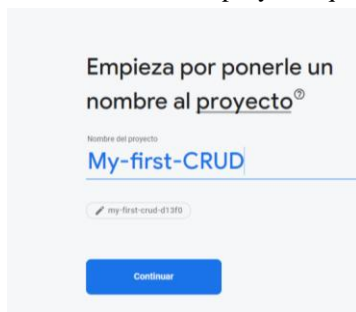 Empieza por ponerle un
nombre al proyecto
Nombre del proyecto
My-first-CRUD
my-first-crud-d13f0
Continuar